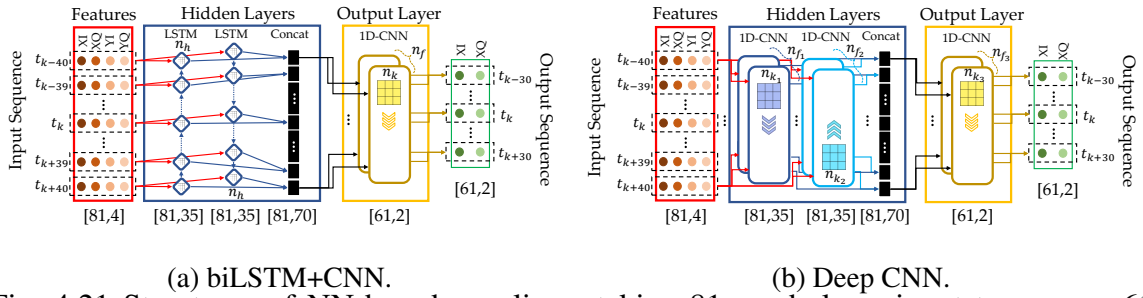 Features
Hidden Layers
Output Layer
Input Sequence
XI XQ YI YQ
LSTM
LSTM
Concat
1D-CNN
n_h
n_f
n_k
XI XQ
t_{k-40}
t_{k-39}
t_k
t_{k+39}
t_{k+40}
n_h
t_{k-30}
t_k
t_{k+30}
Output Sequence
[81,4]
[81,35] [81,35] [81,70]
[61,2]
[61,2]
(a) biLSTM+CNN.
Features
Hidden Layers
Output Layer
Input Sequence
XI XQ YI YQ
1D-CNN
1D-CNN
Concat
1D-CNN
n_{f_1}
n_{f_2}
n_{f_3}
n_{k_1}
n_{k_2}
n_{k_3}
XI XQ
t_{k-40}
t_{k-39}
t_k
t_{k+39}
t_{k+40}
t_{k-30}
t_k
t_{k+30}
Output Sequence
[81,4]
[81,35] [81,35] [81,70]
[61,2]
[61,2]
(b) Deep CNN.